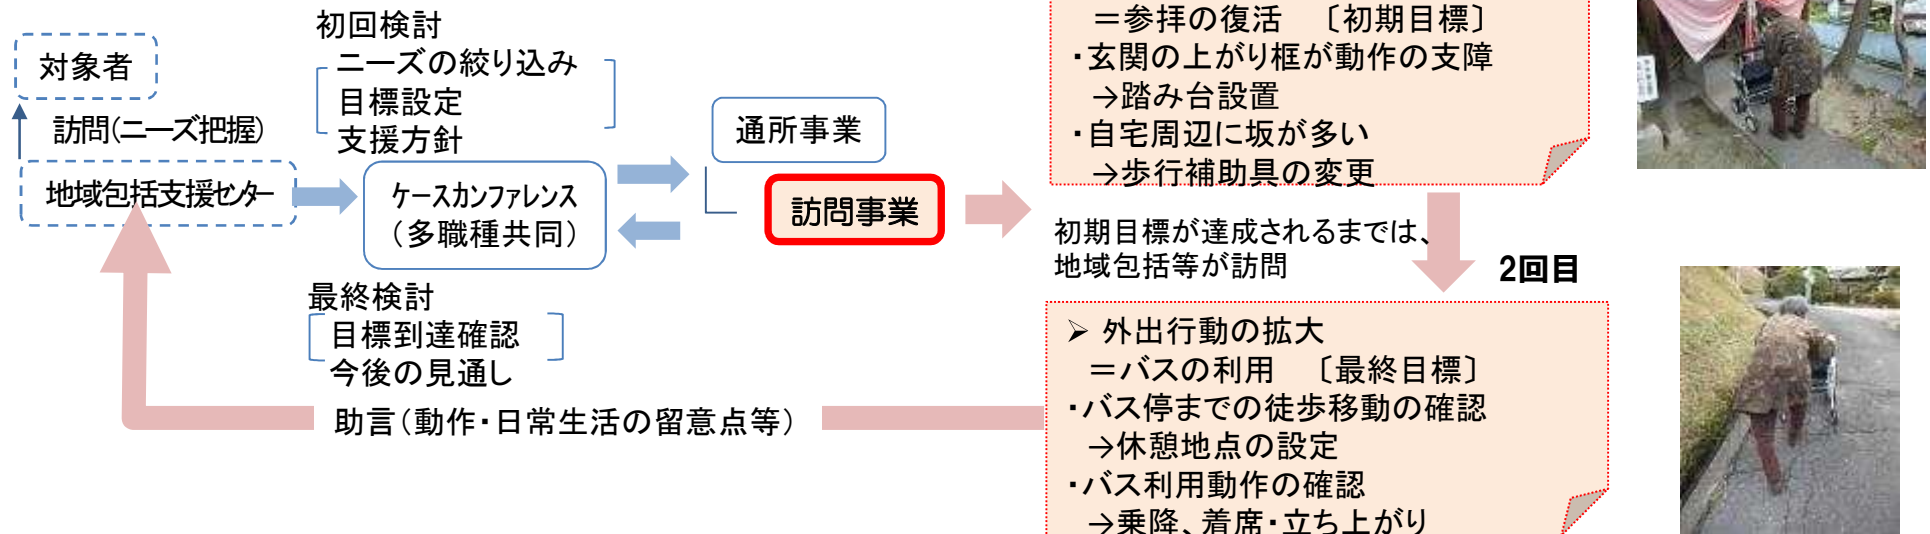 対象者
訪問(ニーズ把握)
地域包括支援センター
初回検討
ニーズの絞り込み
目標設定
支援方針
ケースカンファレンス
（多職種共同）
最終検討
目標到達確認
今後の見通し
助言（動作・日常生活の留意点等）
通所事業
訪問事業
＝参拝の復活　〔初期目標〕
・玄関の上がり框が動作の支障
→踏み台設置
・自宅周辺に坂が多い
→歩行補助具の変更
初期目標が達成されるまでは、
地域包括等が訪問
2回目
➢ 外出行動の拡大
＝バスの利用　〔最終目標〕
・バス停までの徒歩移動の確認
→休憩地点の設定
・バス利用動作の確認
→乗降、着席・立ち上がり